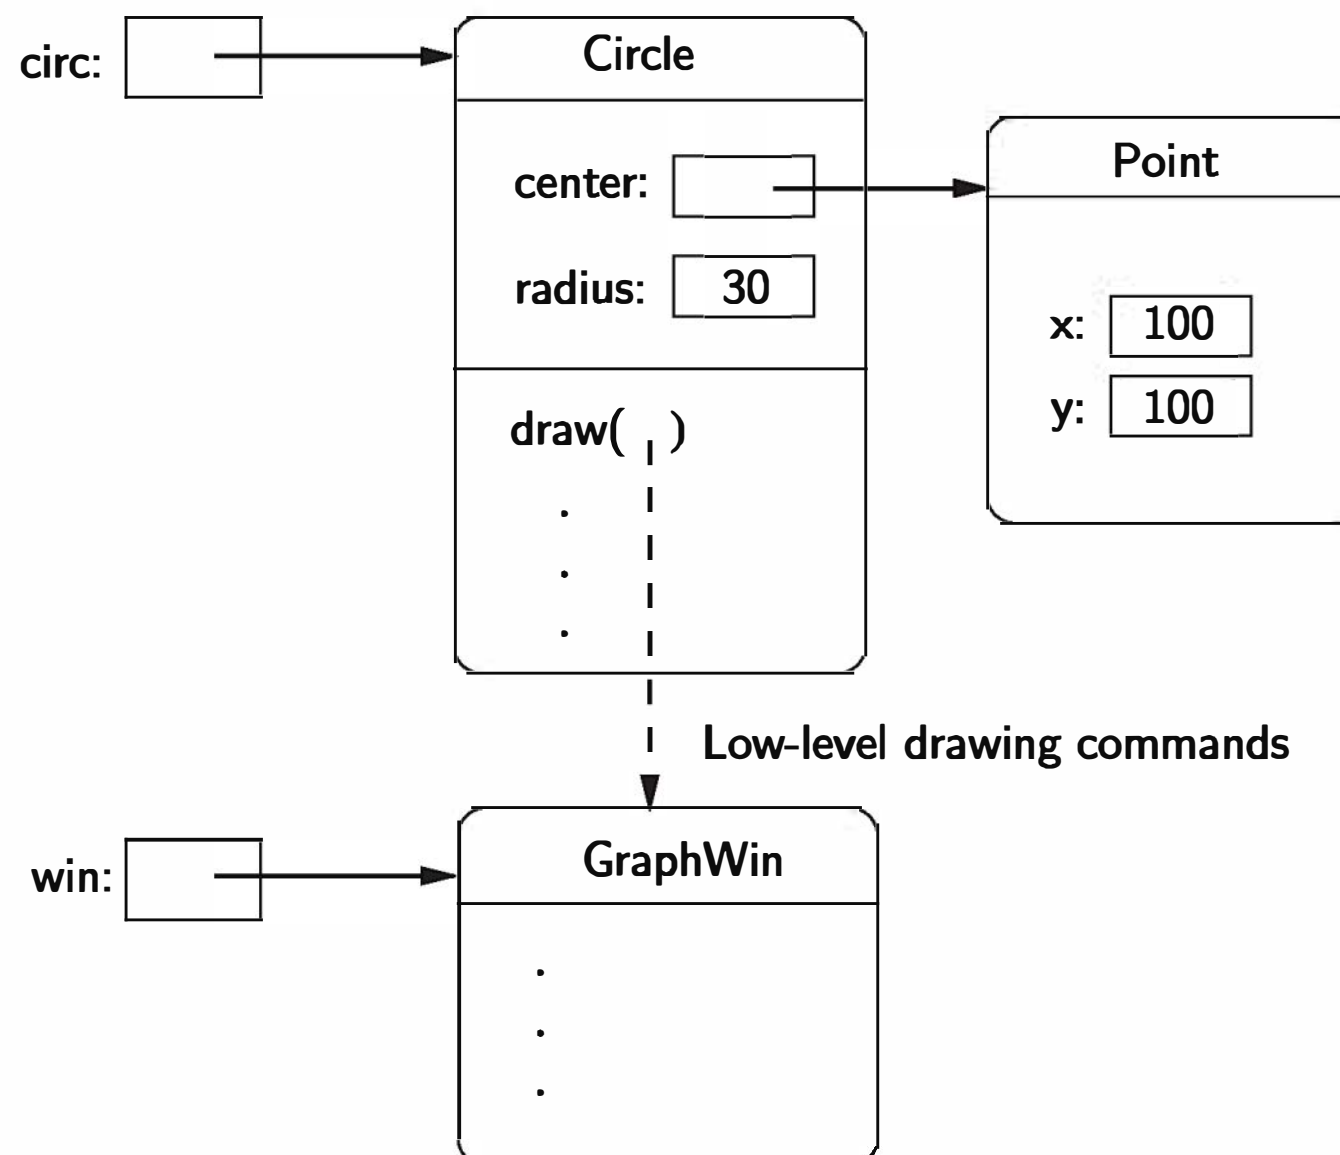 circ:
Circle
center:
radius: 30
draw( )
.
.
.
Point
x: 100
y: 100
Low-level drawing commands
win:
GraphWin
.
.
.